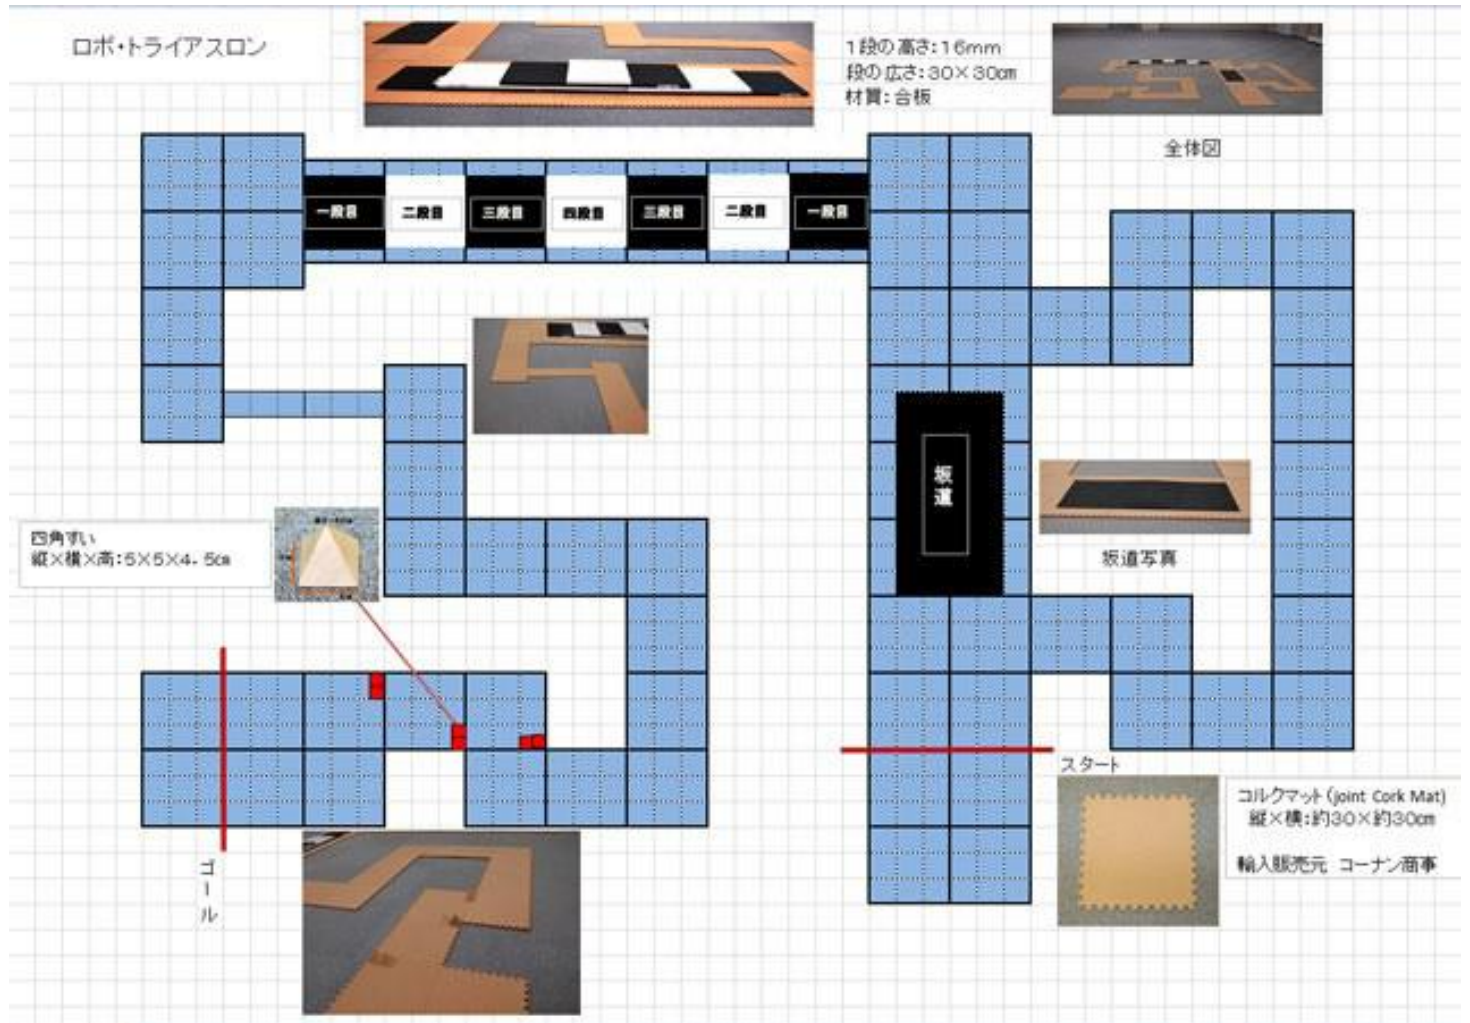 ロボ・トライアスロン
1段の高さ:16mm
段の広さ:30×30cm
材質:合板
全体図
一段目
二段目
三段目
四段目
三段目
二段目
一段目
坂道
坂道写真
四角すい
縦×横×高:5×5×4.5cm
スタート
コルクマット(joint Cork Mat)
縦×横:約30×約30cm
輸入販売元 コーナン商事
ゴール